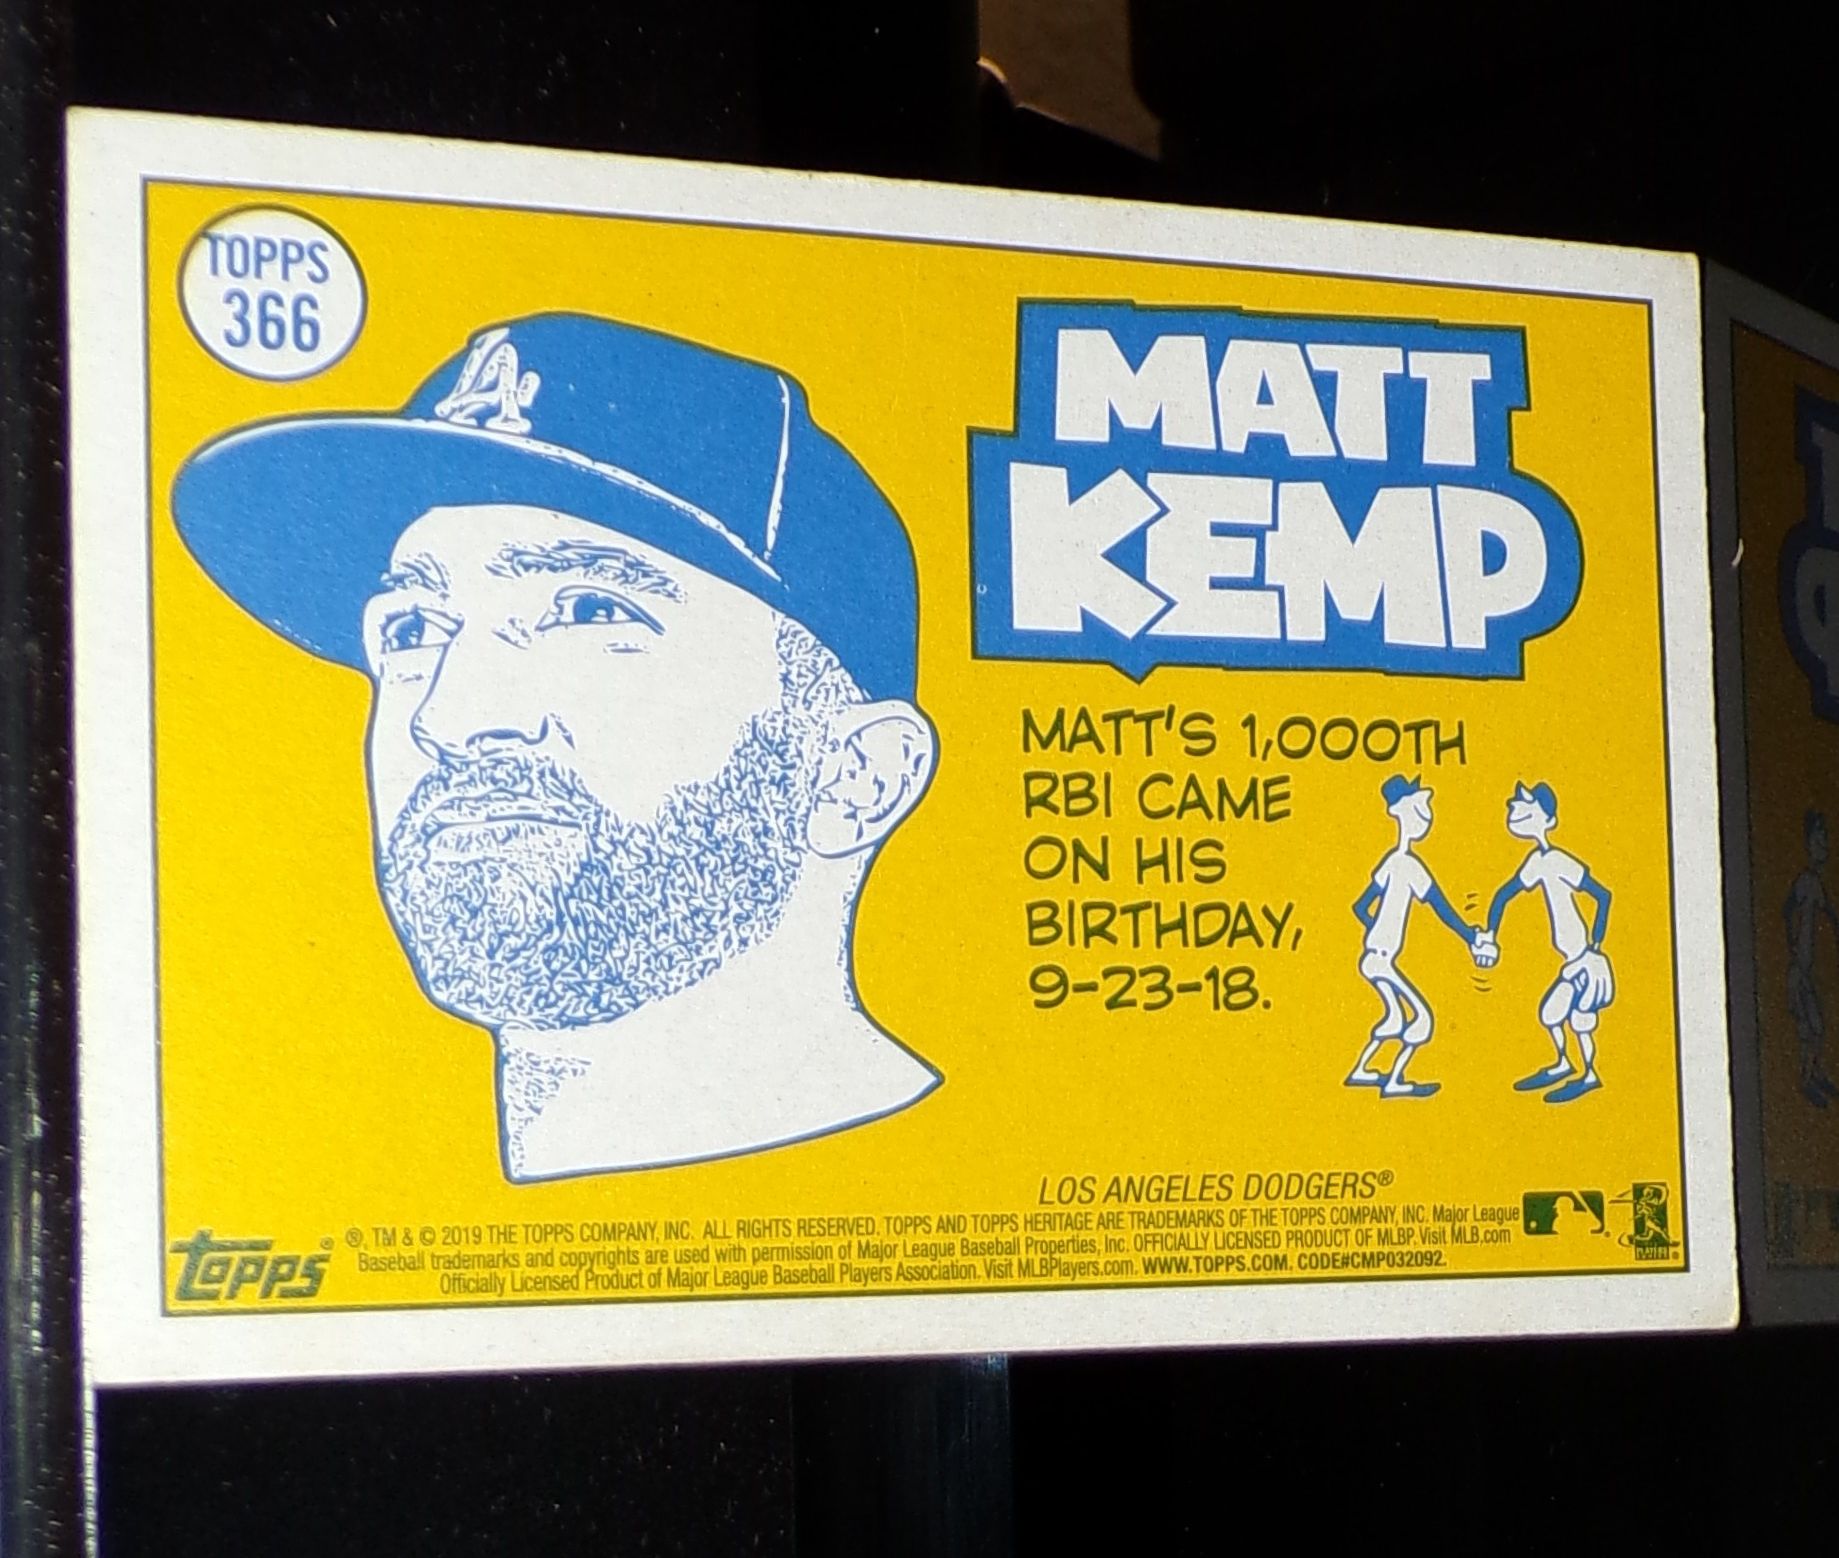 TOPPS
366
LA
MATT
KEMP
MATT'S 1,000TH
RBI CAME
ON HIS
BIRTHDAY,
9-23-18.
LOS ANGELES DODGERS®
topps®
®, TM & © 2019 THE TOPPS COMPANY, INC. ALL RIGHTS RESERVED. TOPPS AND TOPPS HERITAGE ARE TRADEMARKS OF THE TOPPS COMPANY, INC. Major League
Baseball trademarks and copyrights are used with permission of Major League Baseball Properties, Inc. OFFICIALLY LICENSED PRODUCT OF MLBP. Visit MLB.com
Officially Licensed Product of Major League Baseball Players Association. Visit MLBPlayers.com. WWW.TOPPS.COM. CODE#CMP032092.